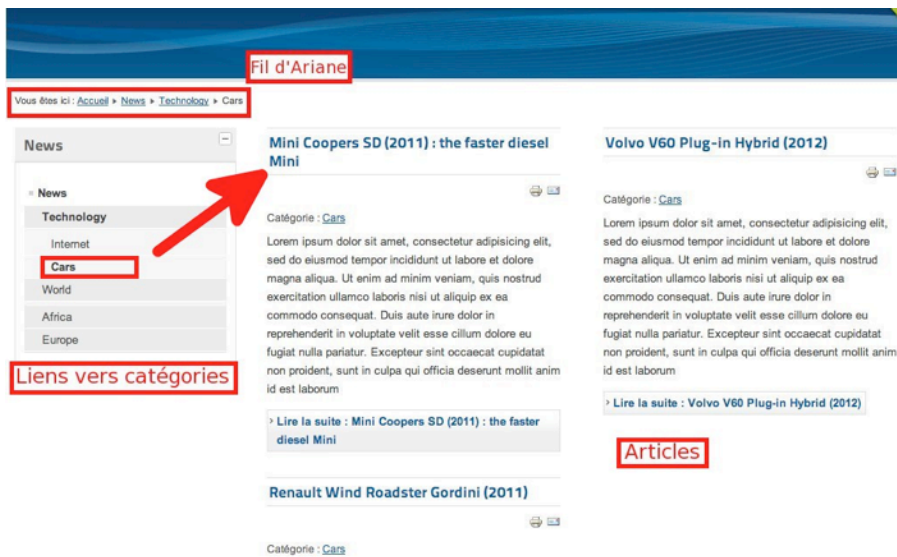 Fil d'Ariane
Vous êtes ici : Accueil ▸ News ▸ Technology ▸ Cars
News
News
Technology
Internet
Cars
World
Africa
Europe
Liens vers catégories
Mini Coopers SD (2011) : the faster diesel
Mini
Catégorie : Cars
Lorem ipsum dolor sit amet, consectetur adipisicing elit,
sed do eiusmod tempor incididunt ut labore et dolore
magna aliqua. Ut enim ad minim veniam, quis nostrud
exercitation ullamco laboris nisi ut aliquip ex ea
commodo consequat. Duis aute irure dolor in
reprehenderit in voluptate velit esse cillum dolore eu
fugiat nulla pariatur. Excepteur sint occaecat cupidatat
non proident, sunt in culpa qui officia deserunt mollit anim
id est laborum
› Lire la suite : Mini Coopers SD (2011) : the faster
diesel Mini
Renault Wind Roadster Gordini (2011)
Catégorie : Cars
Volvo V60 Plug-in Hybrid (2012)
Catégorie : Cars
Lorem ipsum dolor sit amet, consectetur adipisicing elit,
sed do eiusmod tempor incididunt ut labore et dolore
magna aliqua. Ut enim ad minim veniam, quis nostrud
exercitation ullamco laboris nisi ut aliquip ex ea
commodo consequat. Duis aute irure dolor in
reprehenderit in voluptate velit esse cillum dolore eu
fugiat nulla pariatur. Excepteur sint occaecat cupidatat
non proident, sunt in culpa qui officia deserunt mollit anim
id est laborum
› Lire la suite : Volvo V60 Plug-in Hybrid (2012)
Articles